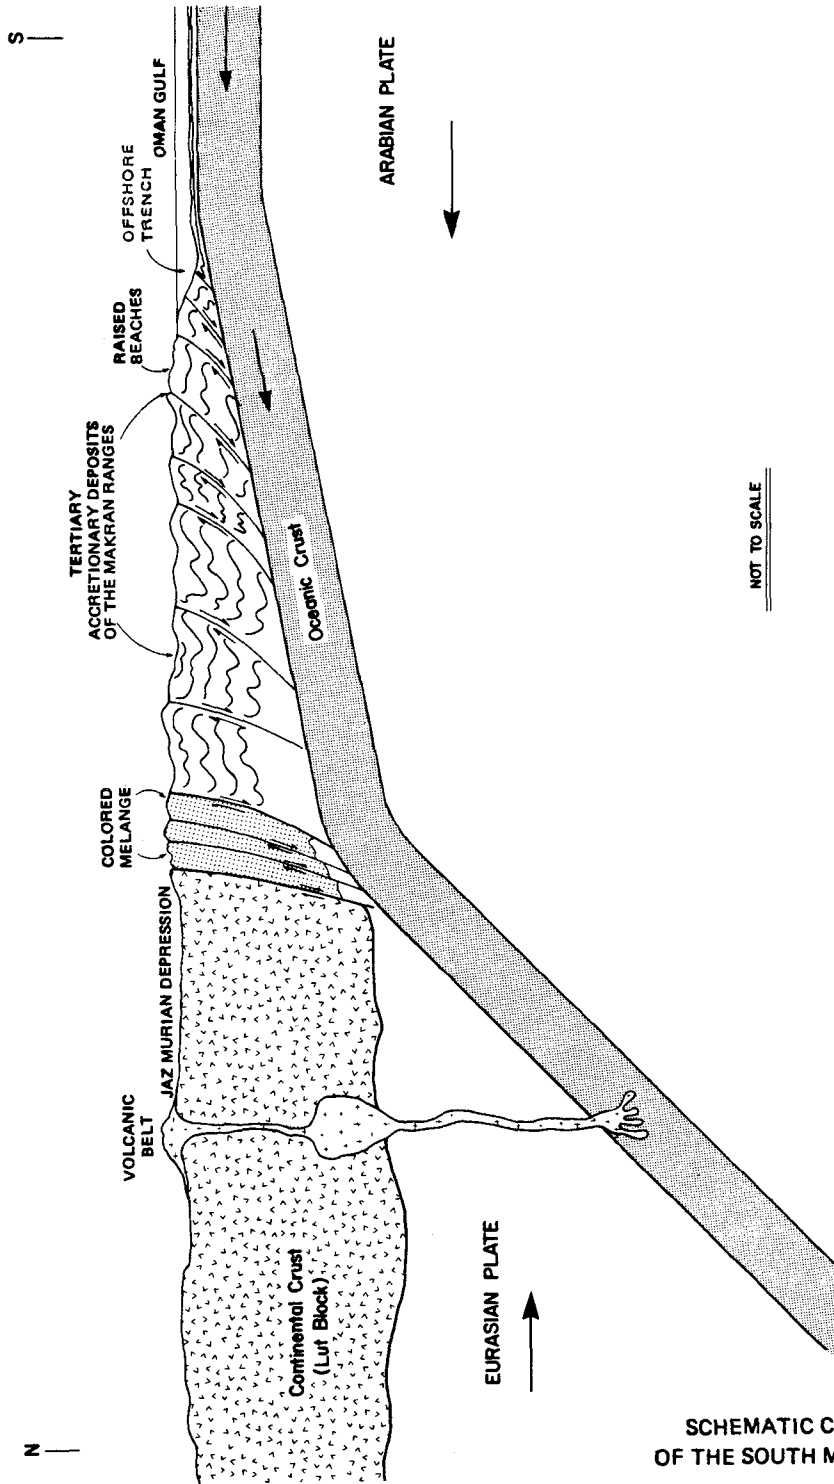 S
N
OMAN GULF
OFFSHORE
TRENCH
RAISED
BEACHES
TERTIARY
ACCRETIONARY DEPOSITS
OF THE MAKRAN RANGES
COLORED
MELANGE
JAZ MURIAN DEPRESSION
VOLCANIC
BELT
ARABIAN PLATE
Oceanic Crust
Continental Crust
(Lut Block)
EURASIAN PLATE
NOT TO SCALE
SCHEMATIC C
OF THE SOUTH M